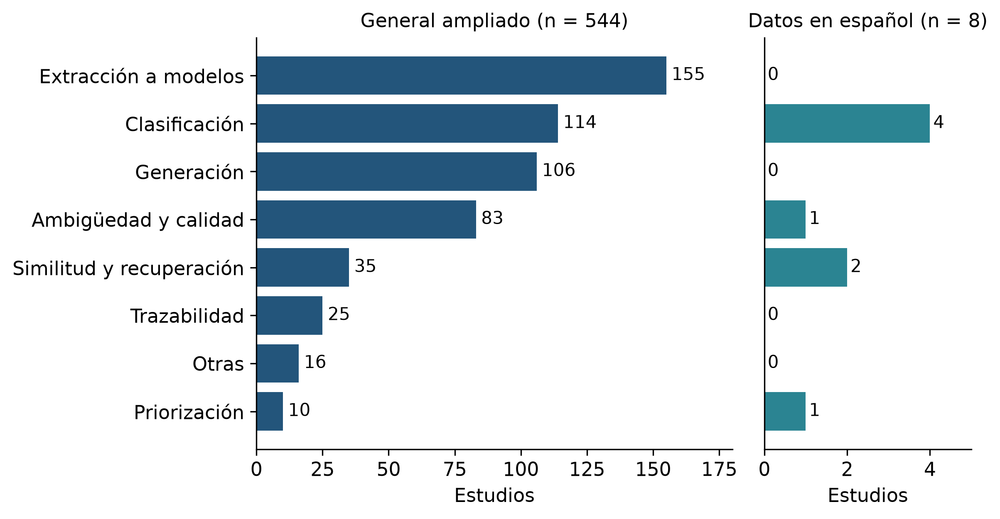 General ampliado (n = 544)
Datos en español (n = 8)
Extracción a modelos 155 0
Clasificación 114 4
Generación 106 0
Ambigüedad y calidad 83 1
Similitud y recuperación 35 2
Trazabilidad 25 0
Otras 16 0
Priorización 10 1
0 25 50 75 100 125 150 175
0 2 4
Estudios
Estudios